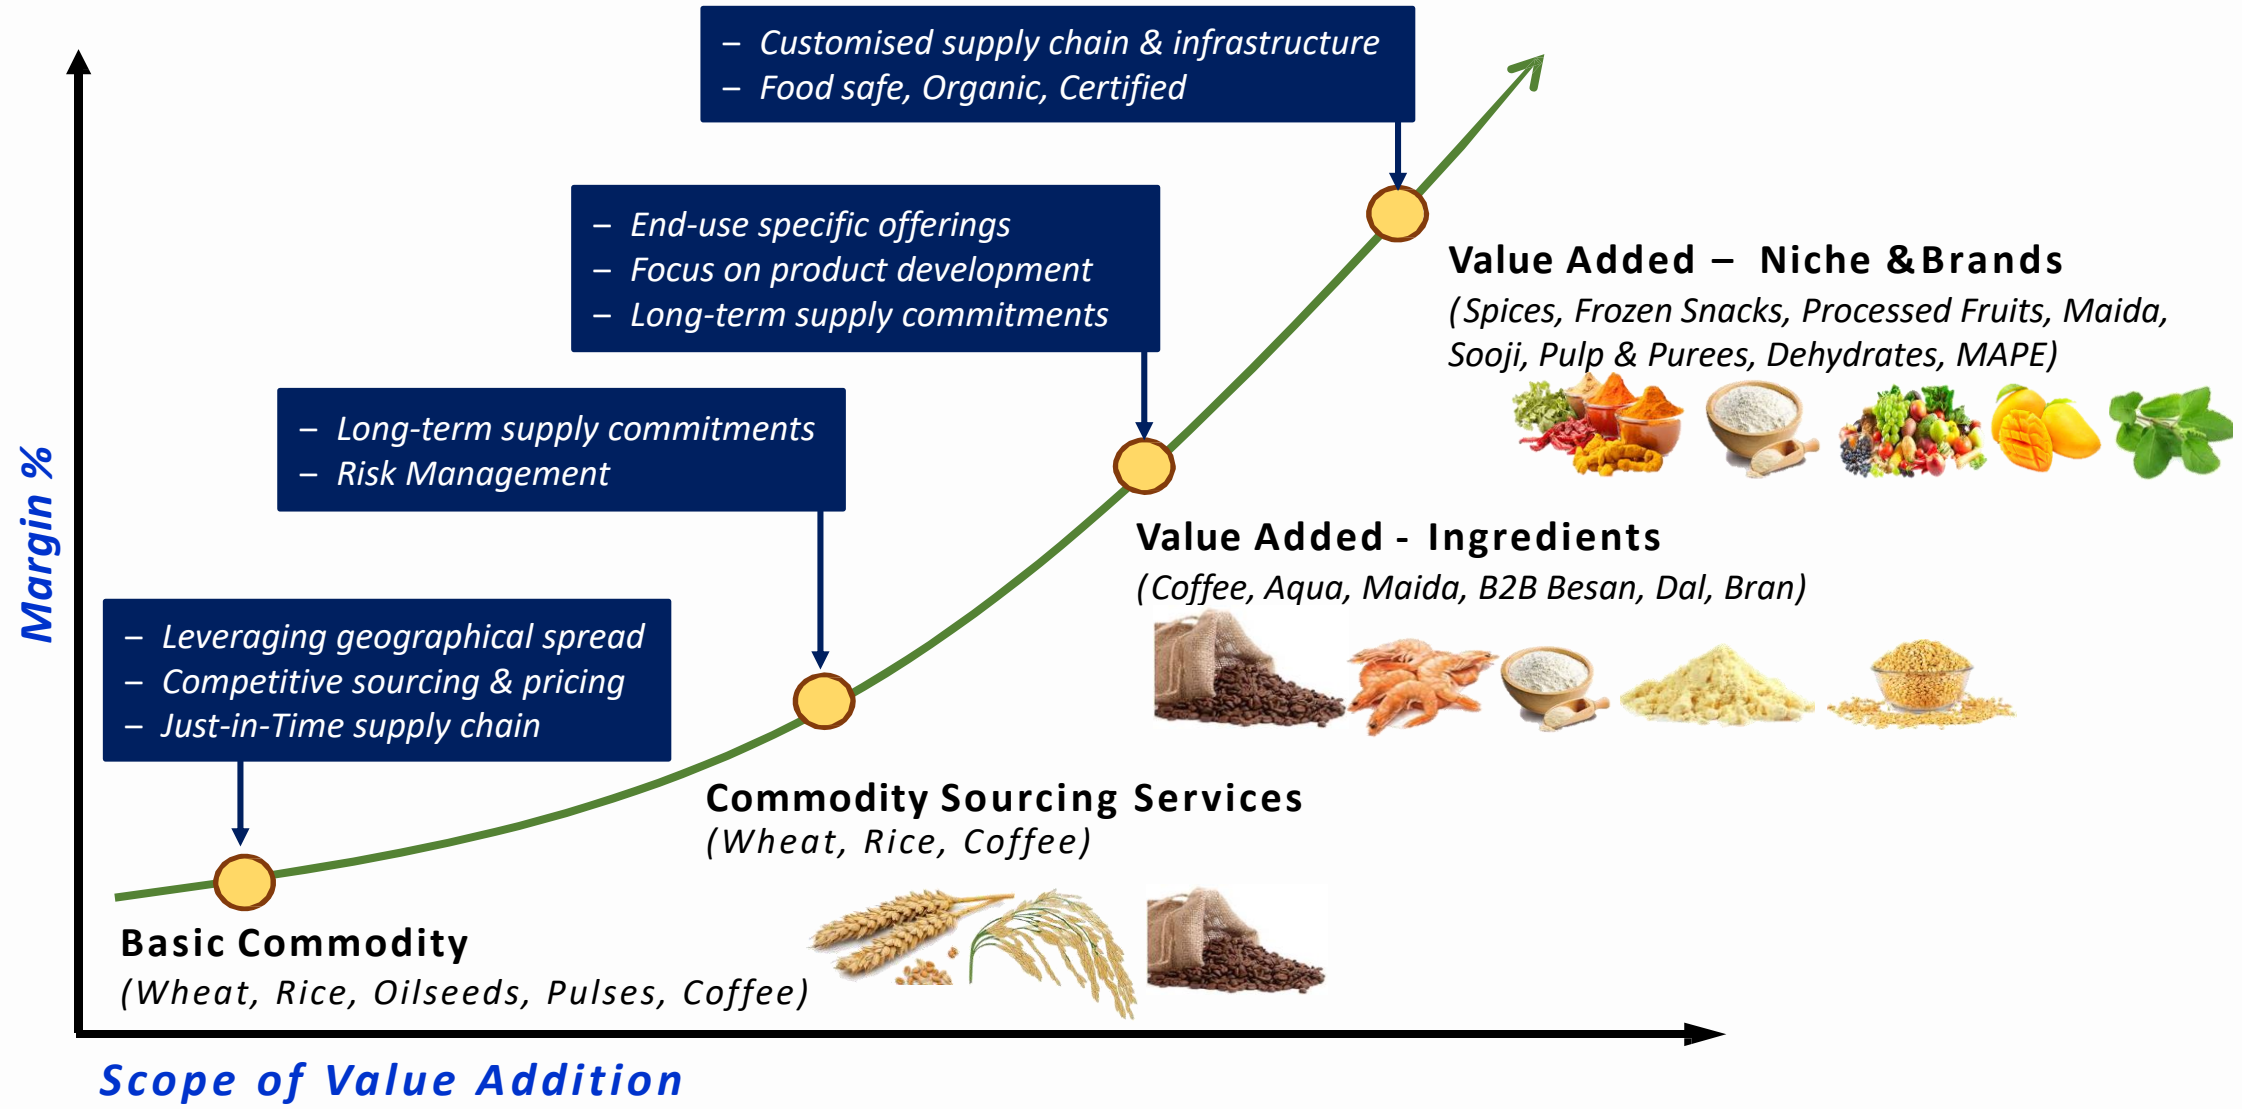 – Customised supply chain & infrastructure
– Food safe, Organic, Certified
– End-use specific offerings
– Focus on product development
– Long-term supply commitments
Value Added – Niche & Brands
(Spices, Frozen Snacks, Processed Fruits, Maida,
Sooji, Pulp & Purees, Dehydrates, MAPE)
– Long-term supply commitments
– Risk Management
Value Added - Ingredients
(Coffee, Aqua, Maida, B2B Besan, Dal, Bran)
Margin %
– Leveraging geographical spread
– Competitive sourcing & pricing
– Just-in-Time supply chain
Commodity Sourcing Services
(Wheat, Rice, Coffee)
Basic Commodity
(Wheat, Rice, Oilseeds, Pulses, Coffee)
Scope of Value Addition